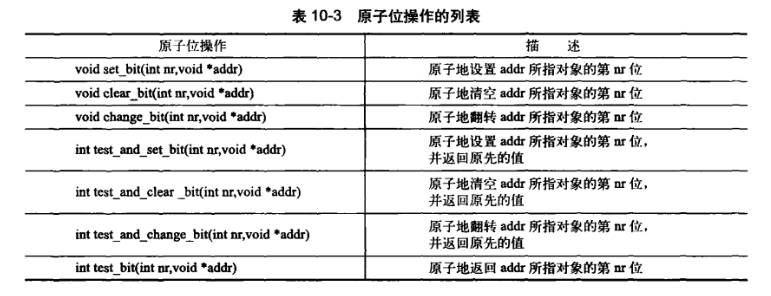 表 10-3 原子位操作的列表
原子位操作 描 述
void set_bit(int nr,void *addr) 原子地设置 addr 所指对象的第 nr 位
void clear_bit(int nr,void *addr) 原子地清空 addr 所指对象的第 nr 位
void change_bit(int nr,void *addr) 原子地翻转 addr 所指对象的第 nr 位
int test_and_set_bit(int nr,void *addr) 原子地设置 addr 所指对象的第 nr 位，
并返回原先的值
int test_and_clear _bit(int nr,void *addr) 原子地清空 addr 所指对象的第 nr 位，
并返回原先的值
int test_and_change_bit(int nr,void *addr) 原子地翻转 addr 所指对象的第 nr 位，
并返回原先的值
int test_bit(int nr,void *addr) 原子地返回 addr 所指对象的第 nr 位